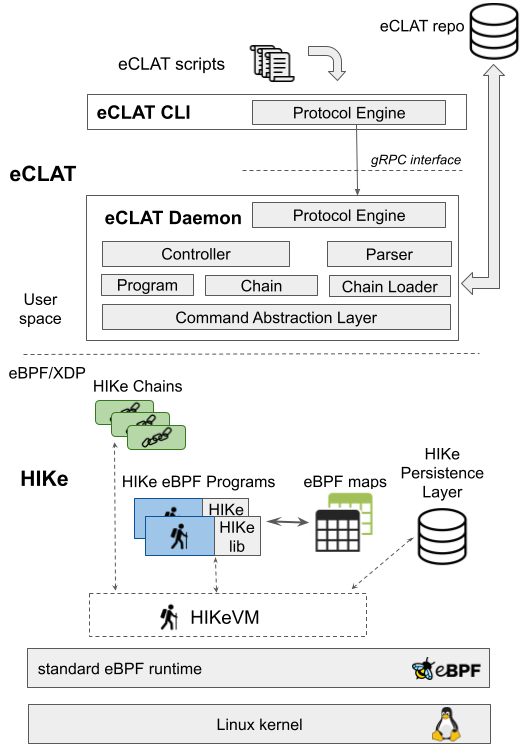 eCLAT repo
eCLAT scripts
eCLAT CLI
Protocol Engine
gRPC interface
eCLAT
eCLAT Daemon
Protocol Engine
Controller
Parser
Program
Chain
Chain Loader
User
space
Command Abstraction Layer
eBPF/XDP
HIKe Chains
HIKe
HIKe eBPF Programs
eBPF maps
HIKe
Persistence
Layer
HIKe
HIKe
lib
HIKeVM
standard eBPF runtime
eBPF
Linux kernel